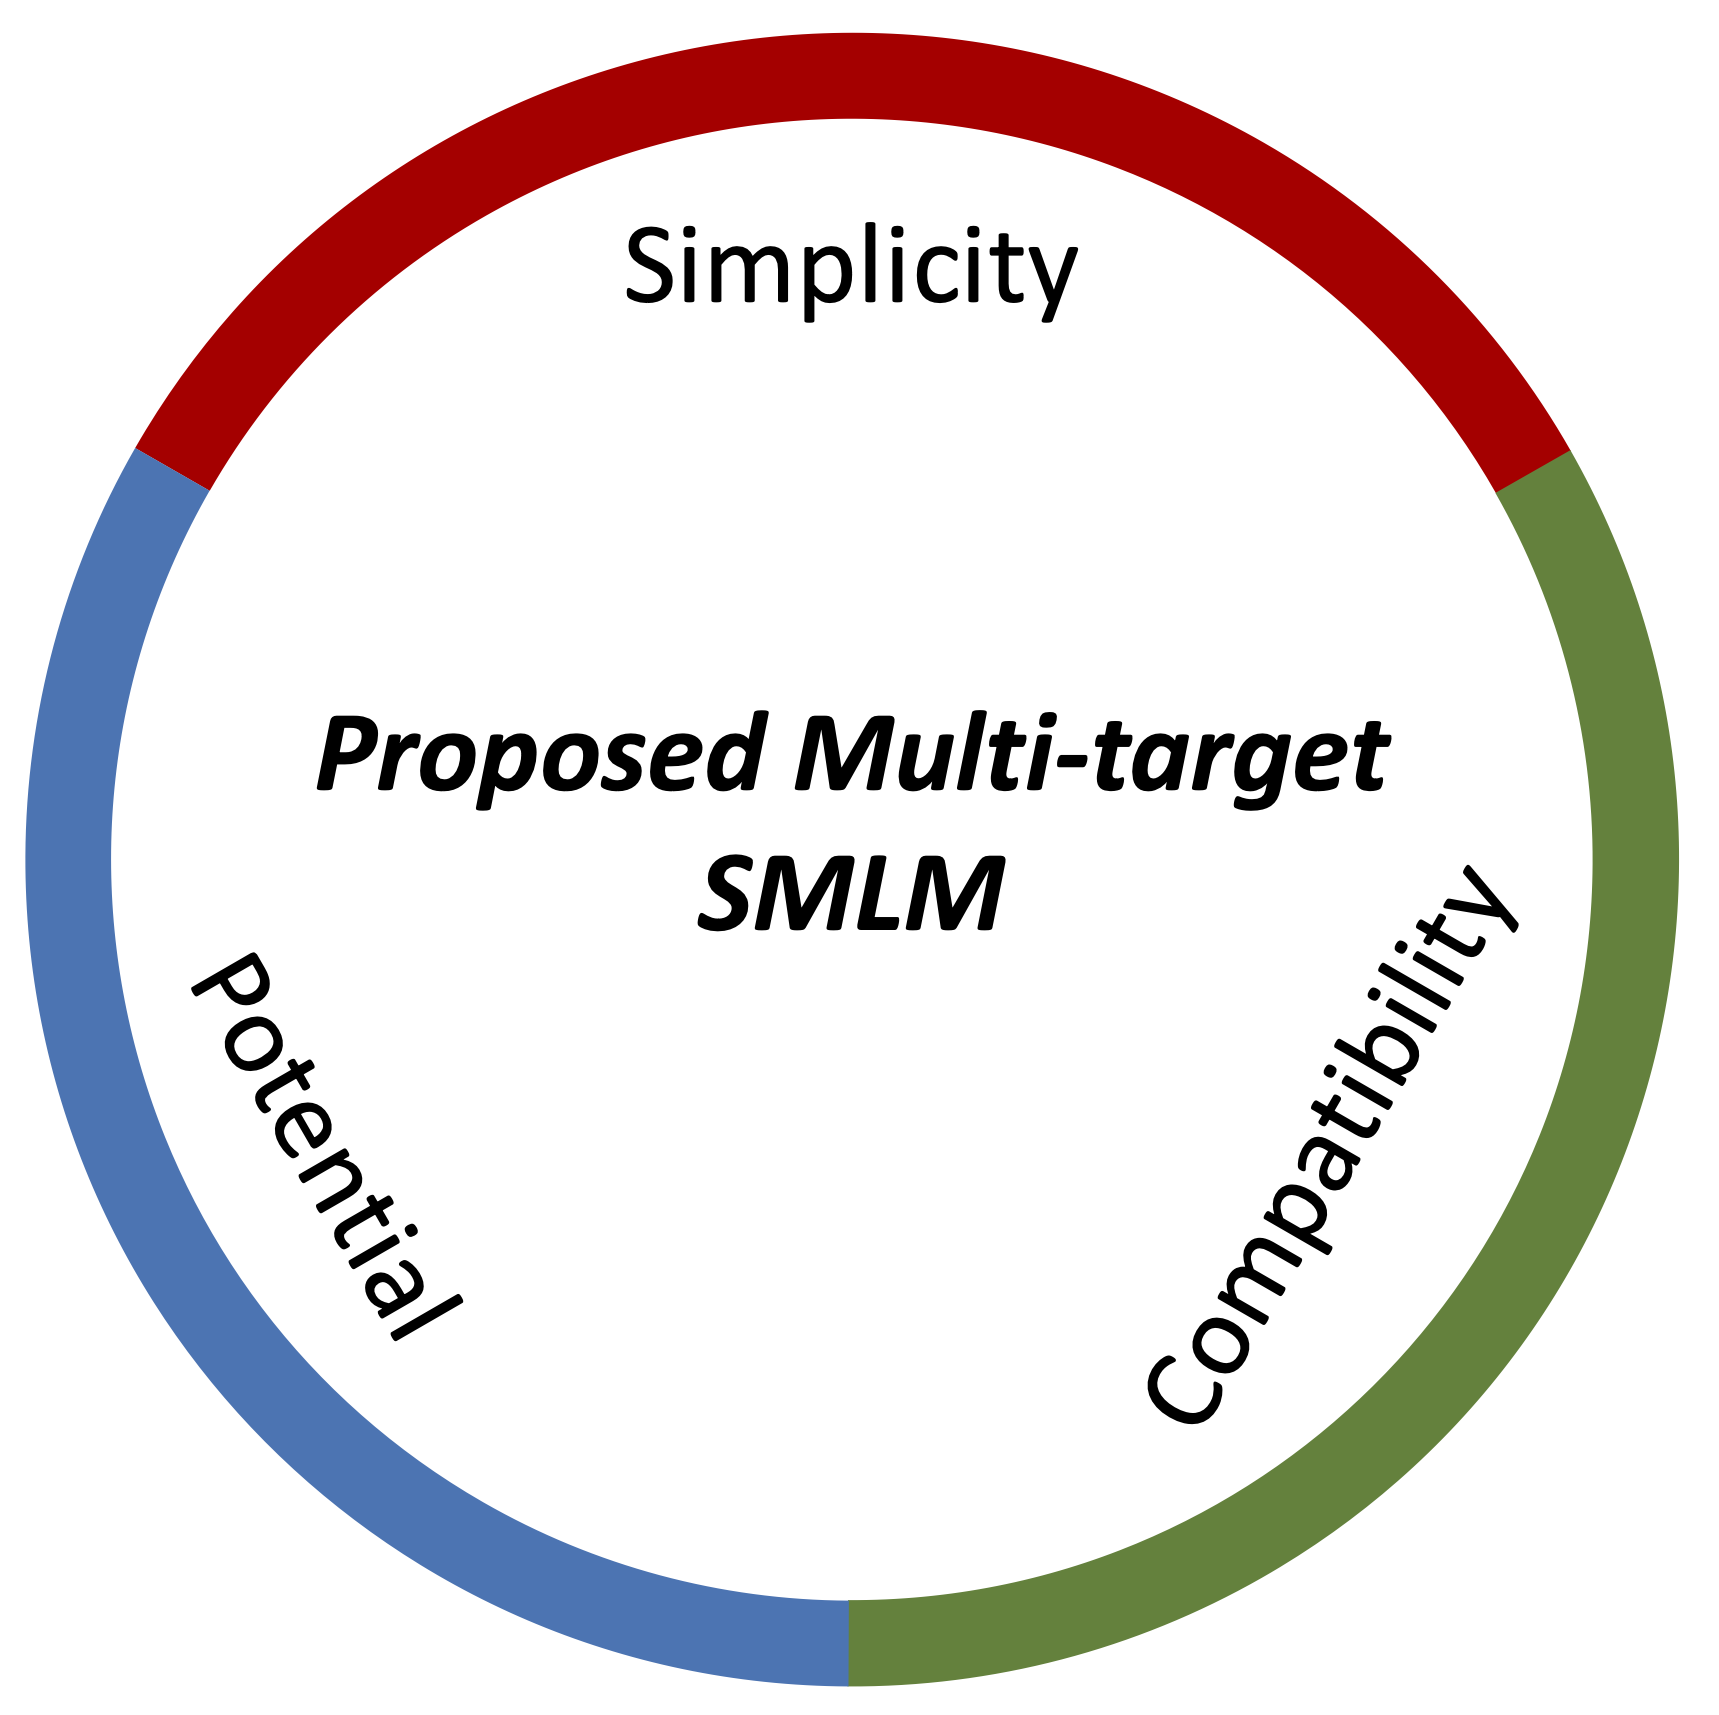 Simplicity
Proposed Multi-target
SMLM
Potential
Compatibility